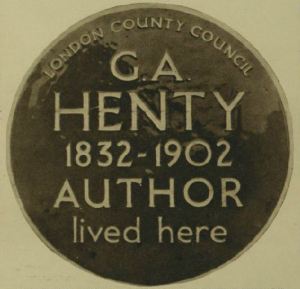 LONDON COUNTY COUNCIL
G.A.
HENTY
1832-1902
AUTHOR
lived here